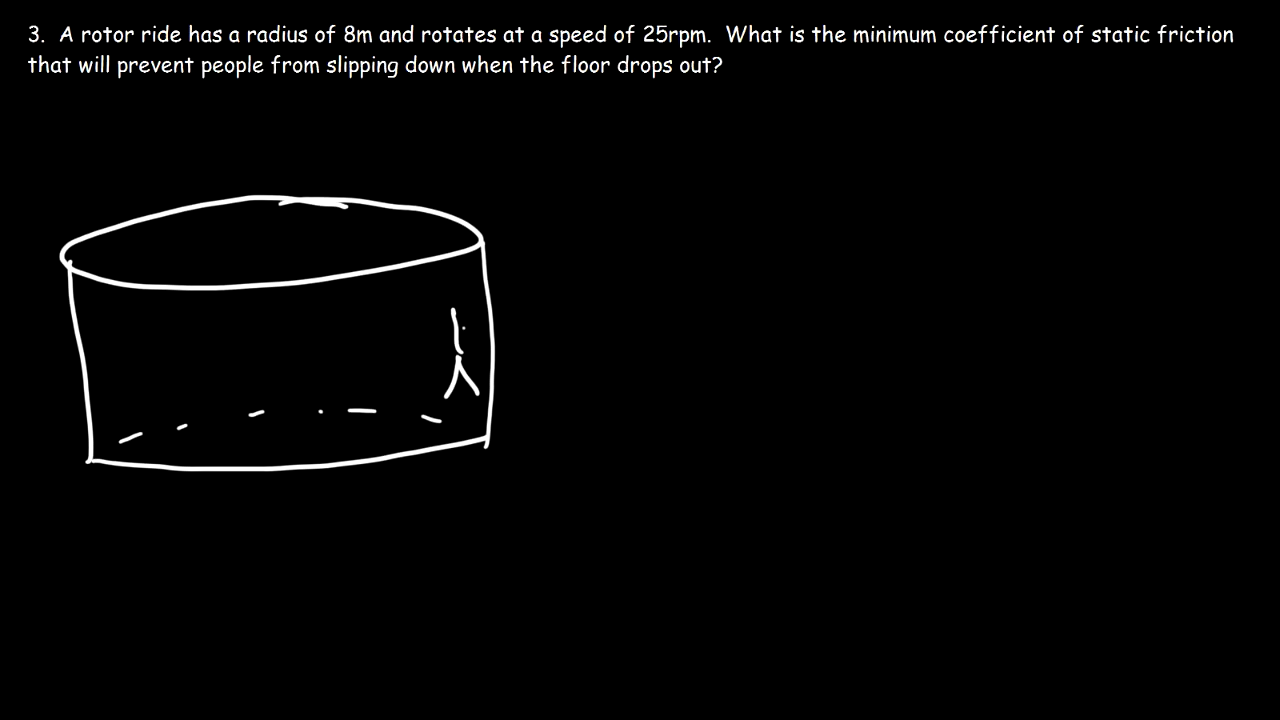 3. A rotor ride has a radius of 8m and rotates at a speed of 25rpm. What is the minimum coefficient of static friction
that will prevent people from slipping down when the floor drops out?